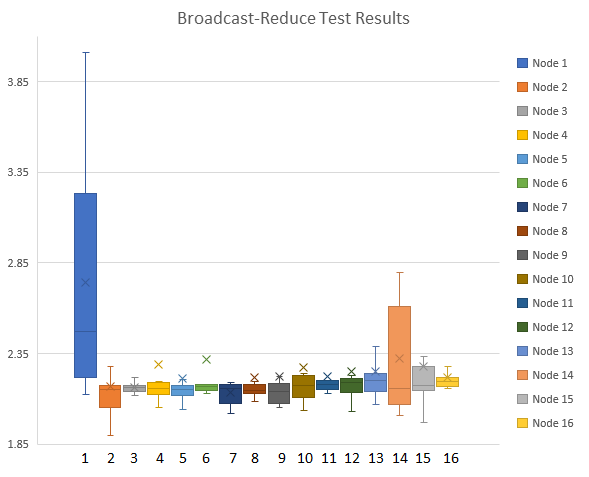 Broadcast-Reduce Test Results
3.85
3.35
2.85
2.35
1.85
1 2 3 4 5 6 7 8 9 10 11 12 13 14 15 16
Node 1
Node 2
Node 3
Node 4
Node 5
Node 6
Node 7
Node 8
Node 9
Node 10
Node 11
Node 12
Node 13
Node 14
Node 15
Node 16